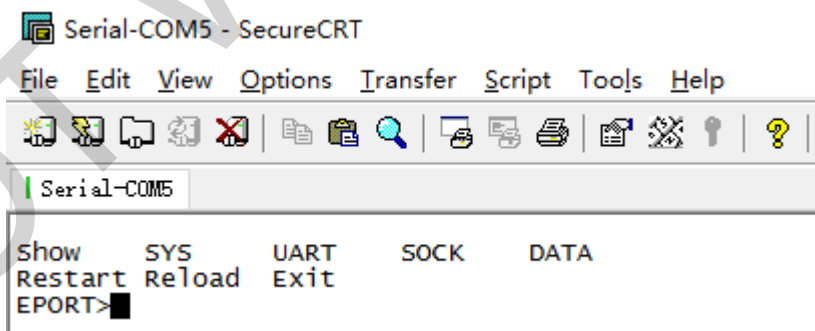 Serial-COM5 - SecureCRT
File Edit View Options Transfer Script Tools Help
Serial-COM5
Show SYS UART SOCK DATA
Restart Reload Exit
EPORT>